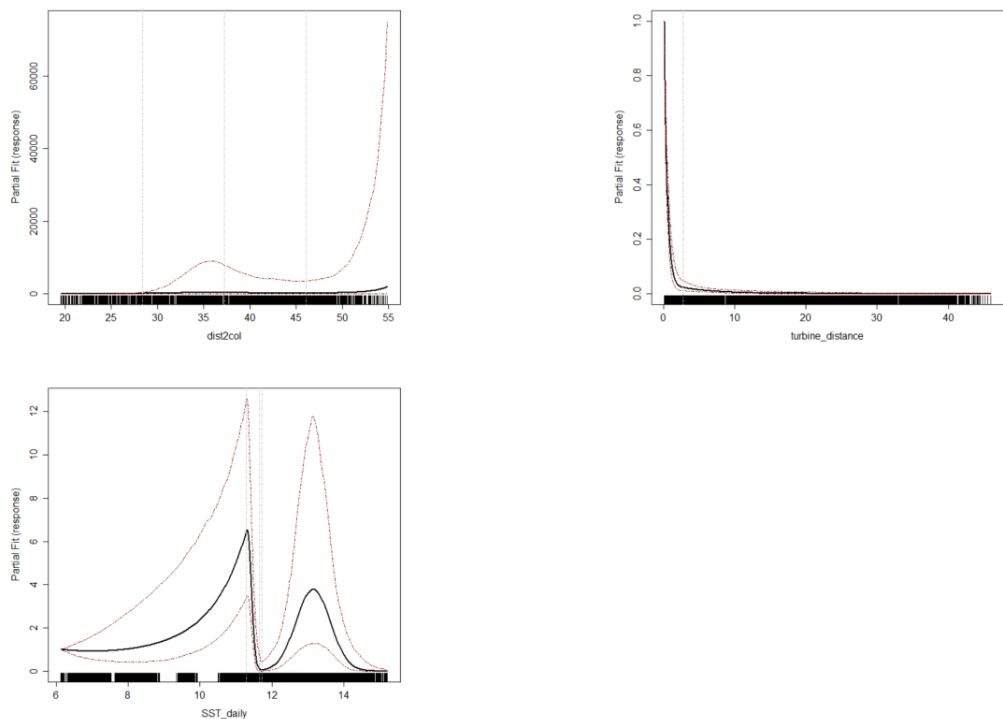 Partial Fit (response)
0 20000 40000 60000
20 25 30 35 40 45 50 55
dist2col
Partial Fit (response)
0.0 0.2 0.4 0.6 0.8 1.0
0 10 20 30 40
turbine_distance
Partial Fit (response)
0 2 4 6 8 10 12
6 8 10 12 14
SST_daily